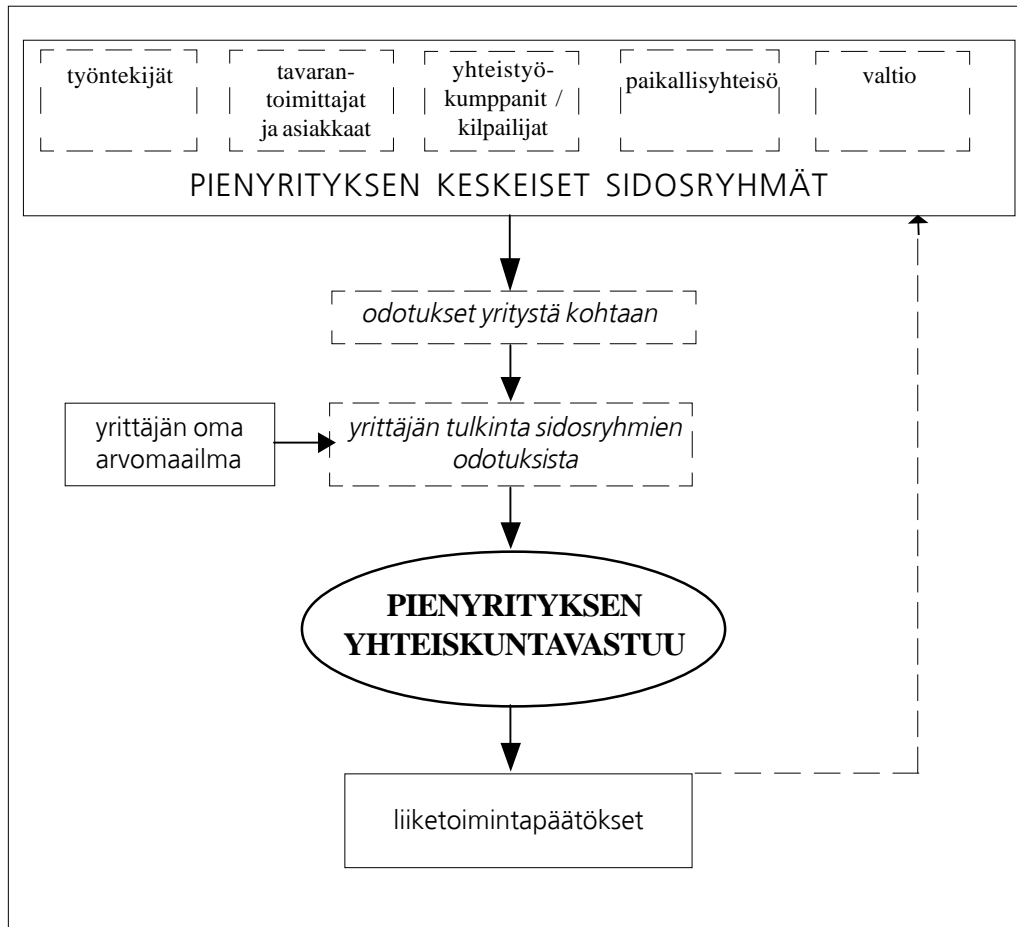 työntekijät
tavaran-
toimittajat
ja asiakkaat
yhteistyö-
kumppanit /
kilpailijat
paikallisyhteisö
valtio
PIENYRITYKSEN KESKEISET SIDOSRYHMÄT
odotukset yritystä kohtaan
yrittäjän oma
arvomaailma
yrittäjän tulkinta sidosryhmien
odotuksista
PIENYRITYKSEN
YHTEISKUNTAVASTUU
liiketoimintapäätökset